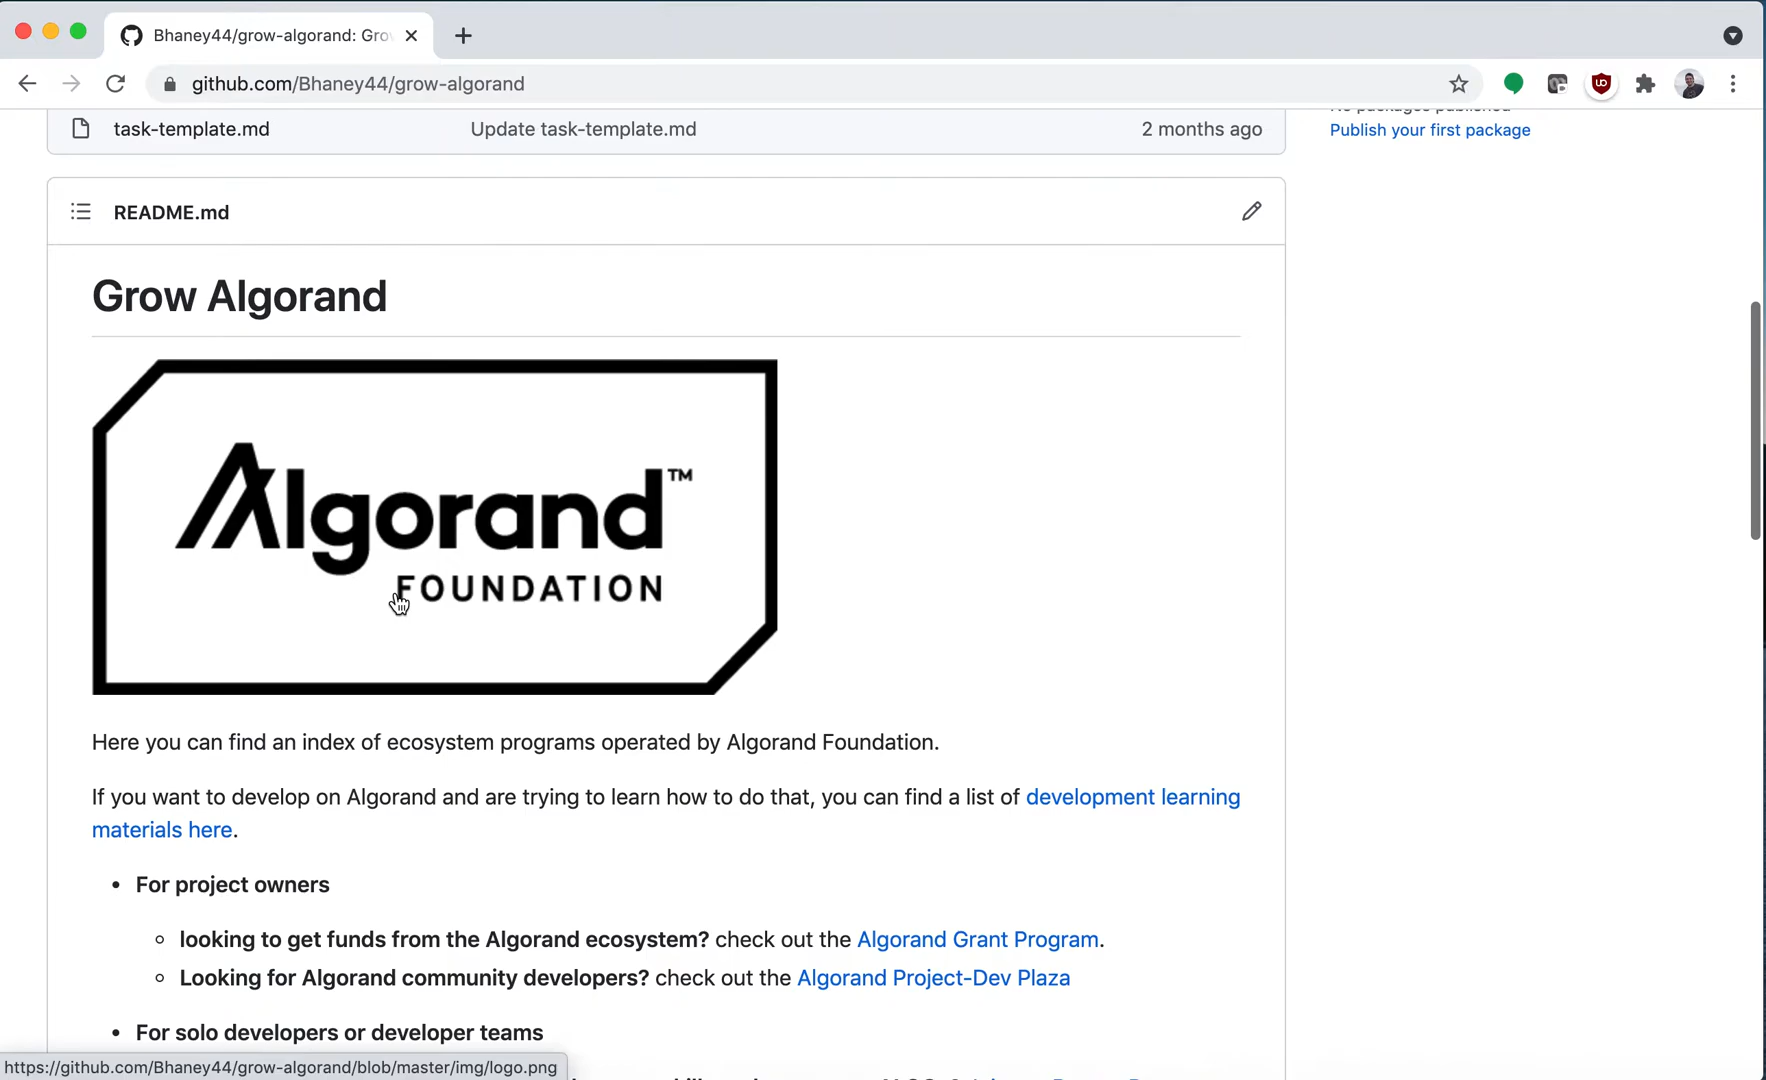 Bhaney44/grow-algorand: Gro
github.com/Bhaney44/grow-algorand
task-template.md Update task-template.md 2 months ago
No packages published
Publish your first package
README.md
Grow Algorand
Algorand™
FOUNDATION
Here you can find an index of ecosystem programs operated by Algorand Foundation.
If you want to develop on Algorand and are trying to learn how to do that, you can find a list of development learning
materials here.
• For project owners
◦ looking to get funds from the Algorand ecosystem? check out the Algorand Grant Program.
◦ Looking for Algorand community developers? check out the Algorand Project-Dev Plaza
• For solo developers or developer teams
https://github.com/Bhaney44/grow-algorand/blob/master/img/logo.png